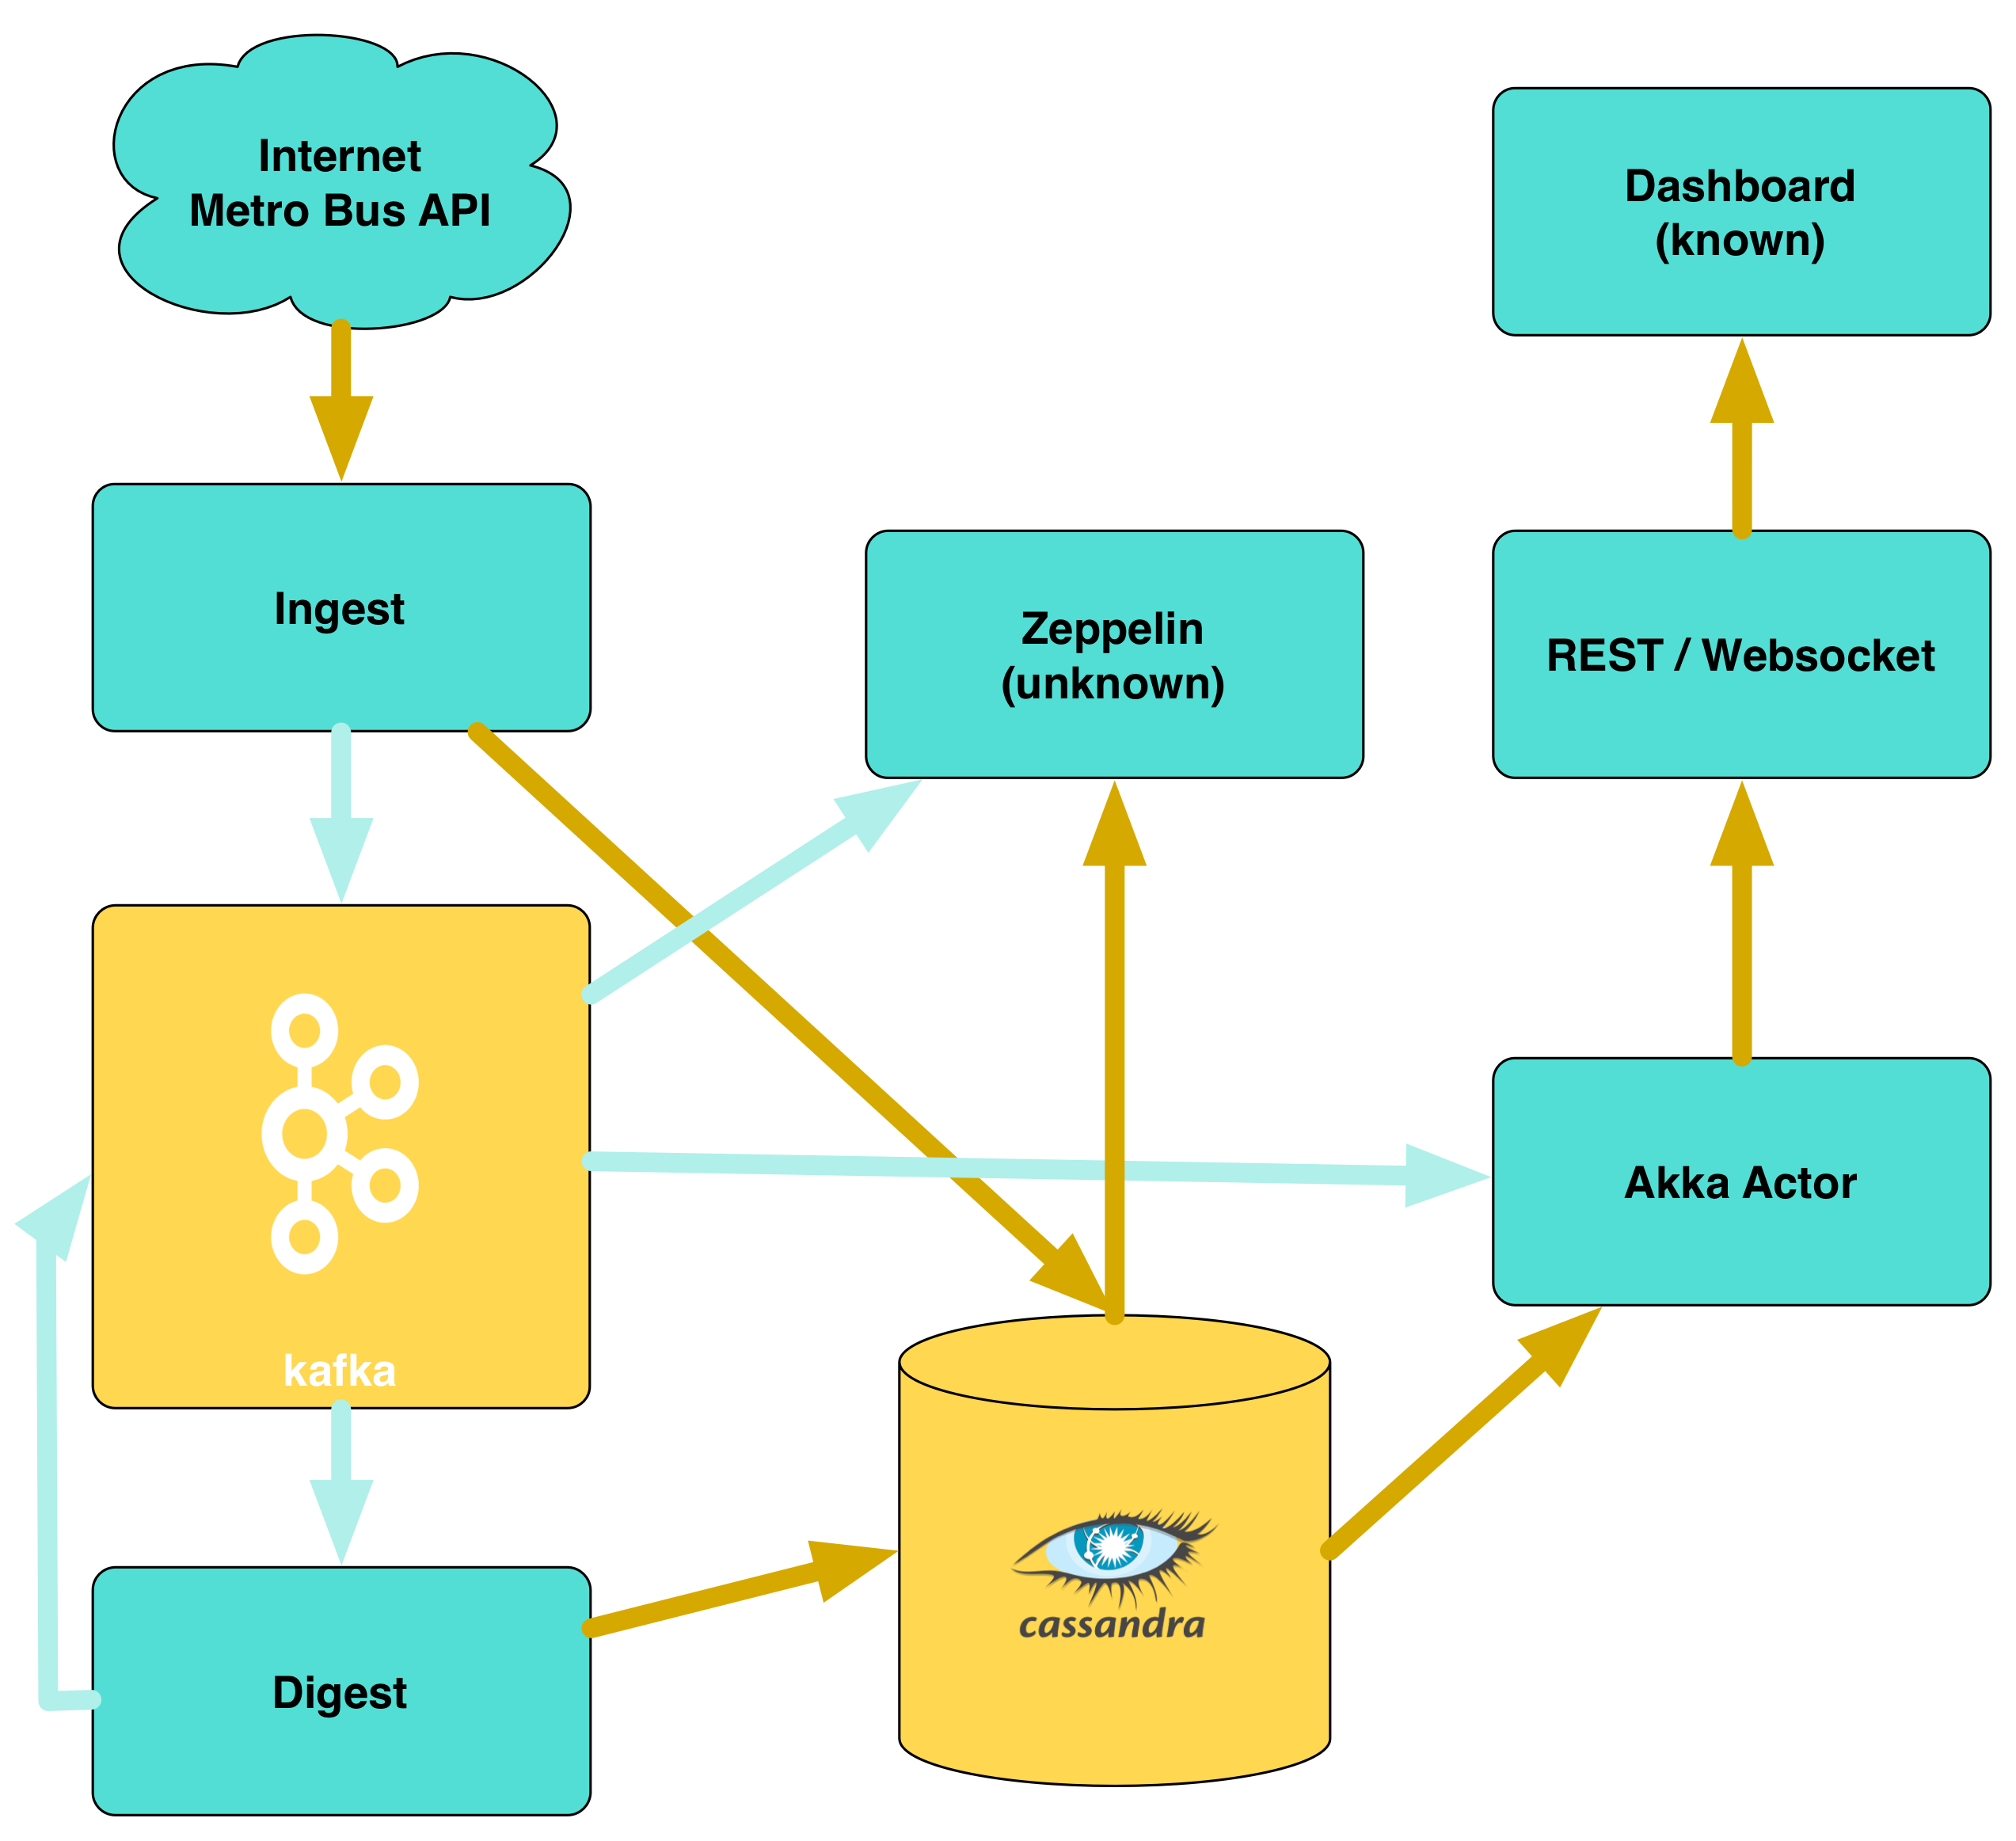 Internet
Metro Bus API
Dashboard
(known)
Ingest
Zeppelin
(unknown)
REST / Websocket
Akka Actor
kafka
cassandra
Digest